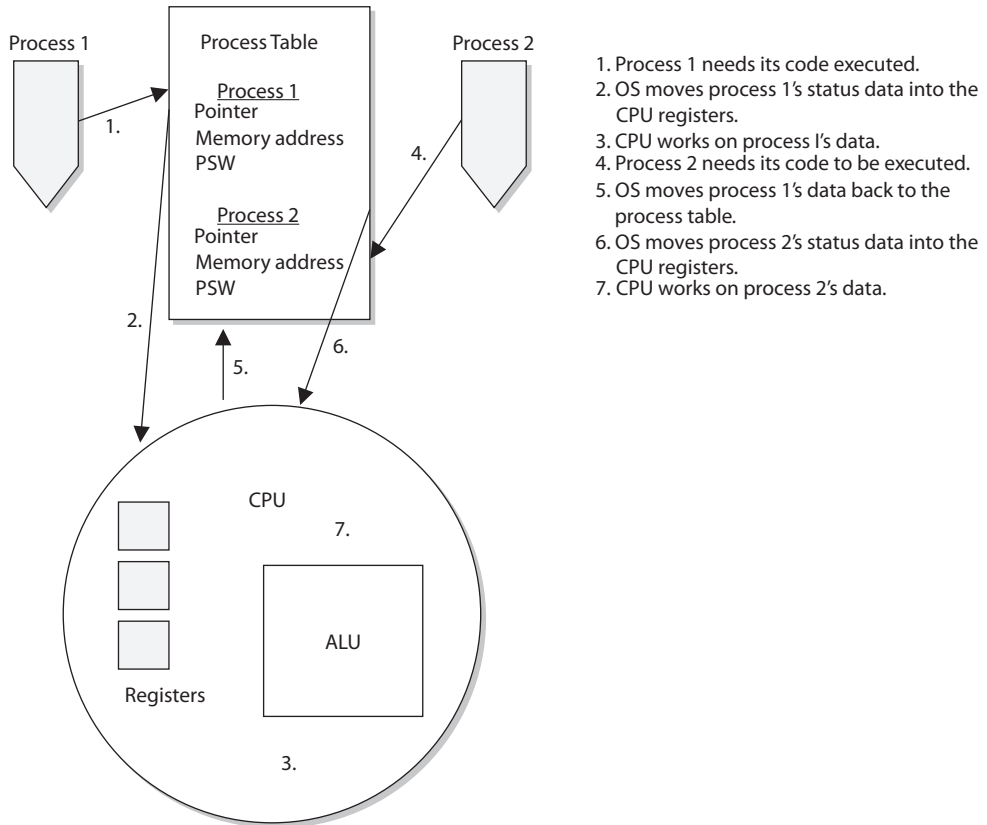 Process 1
Process Table
Process 2
Process 1
Pointer
Memory address
PSW
Process 2
Pointer
Memory address
PSW
1.
4.
2.
5.
6.
CPU
7.
ALU
Registers
3.
1. Process 1 needs its code executed.
2. OS moves process 1's status data into the
CPU registers.
3. CPU works on process l's data.
4. Process 2 needs its code to be executed.
5. OS moves process 1's data back to the
process table.
6. OS moves process 2's status data into the
CPU registers.
7. CPU works on process 2's data.